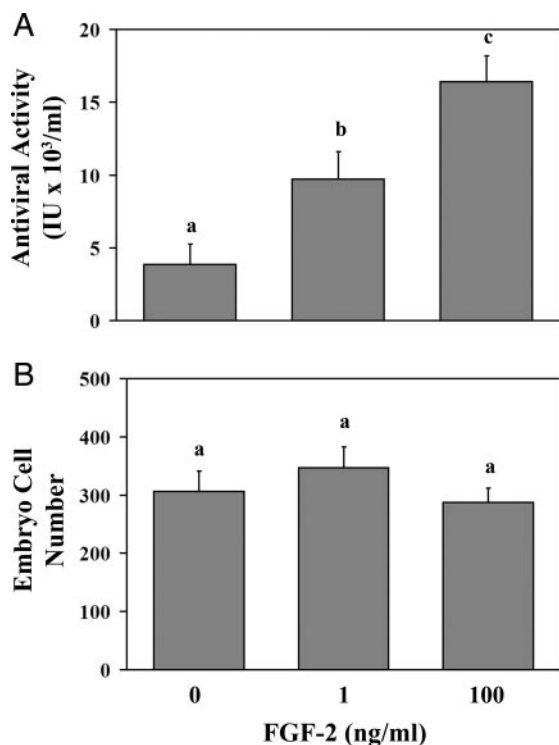 A
Antiviral Activity
(IU x 10³/ml)
20
15
10
5
0
a
b
c
B
Embryo Cell
Number
500
400
300
200
100
0
a
a
a
0 1 100
FGF-2 (ng/ml)